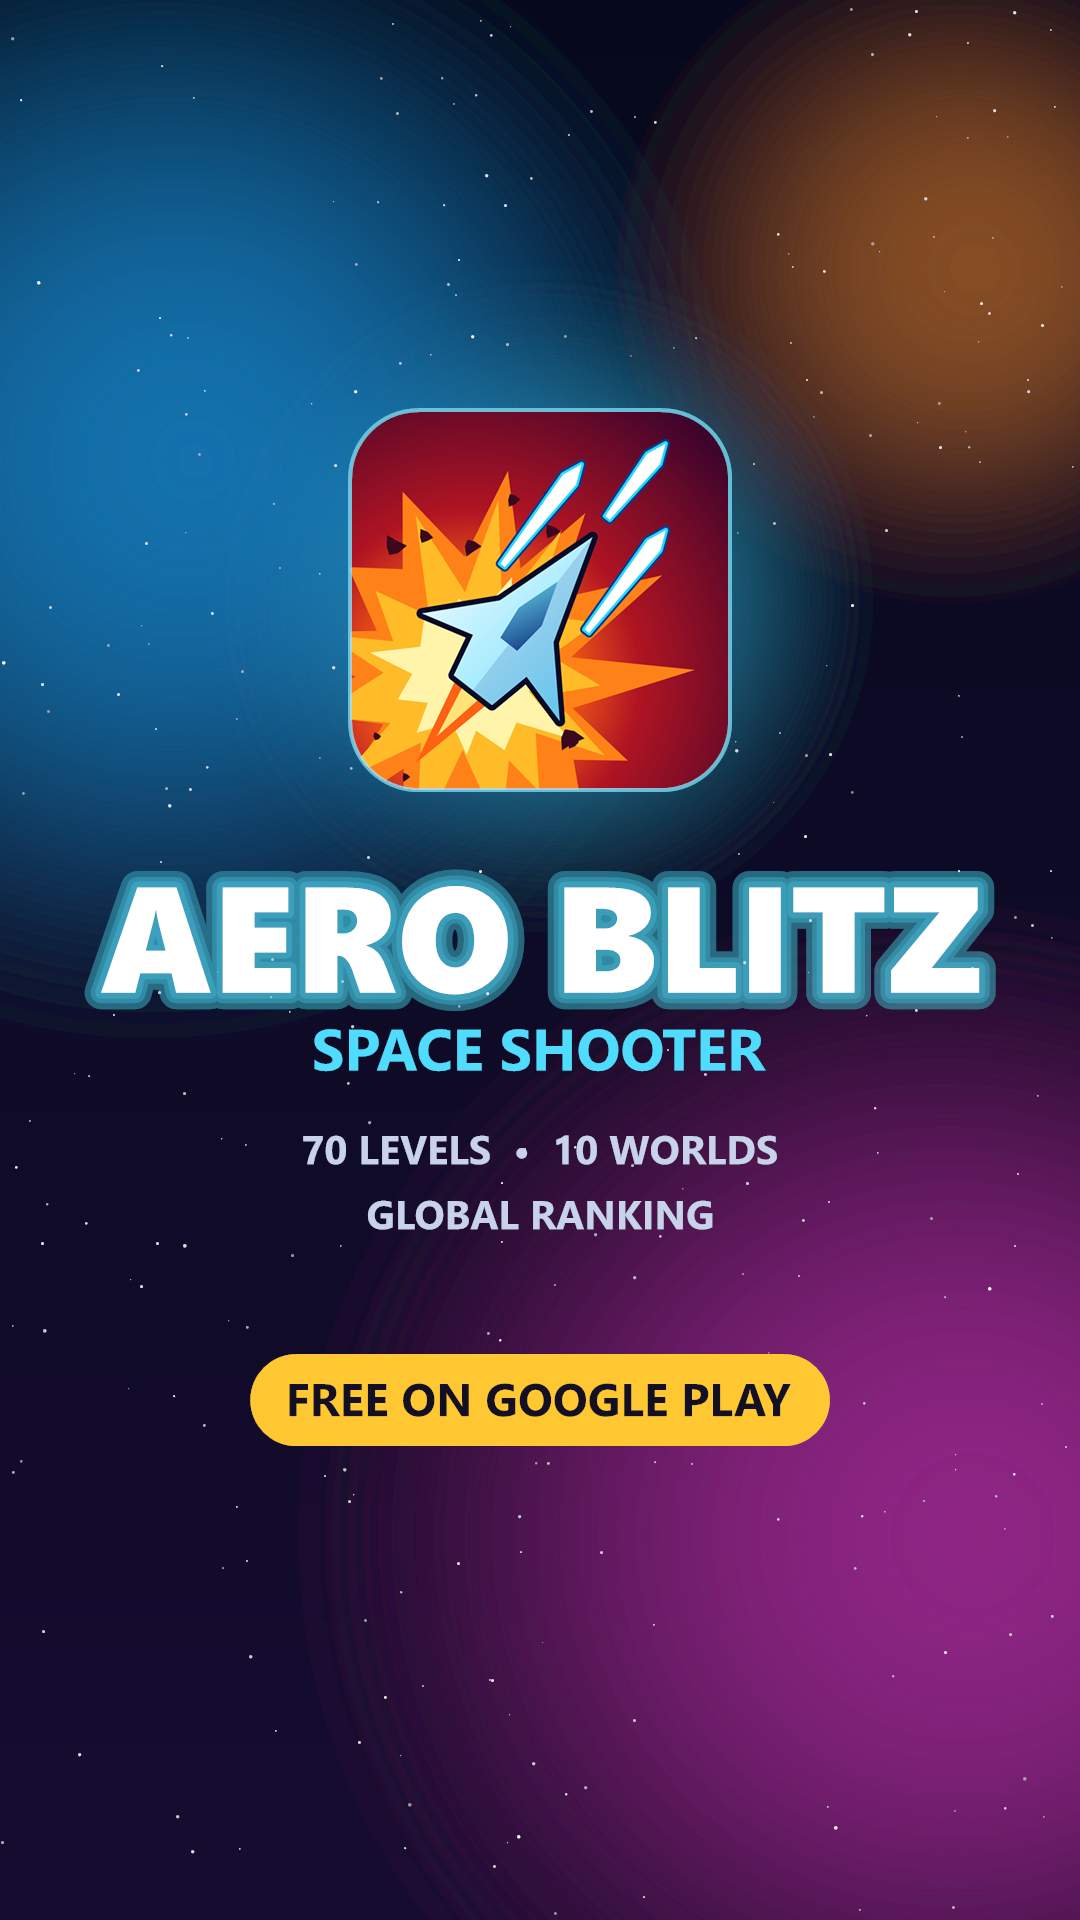 AERO BLITZ
SPACE SHOOTER
70 LEVELS • 10 WORLDS
GLOBAL RANKING
FREE ON GOOGLE PLAY